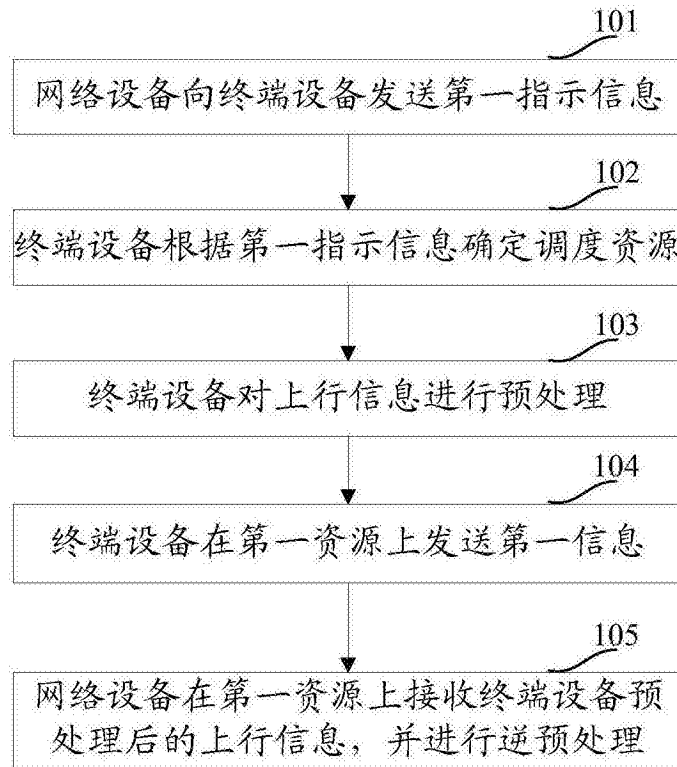 101
网络设备向终端设备发送第一指示信息
102
终端设备根据第一指示信息确定调度资源
103
终端设备对上行信息进行预处理
104
终端设备在第一资源上发送第一信息
105
网络设备在第一资源上接收终端设备预
处理后的上行信息，并进行逆预处理